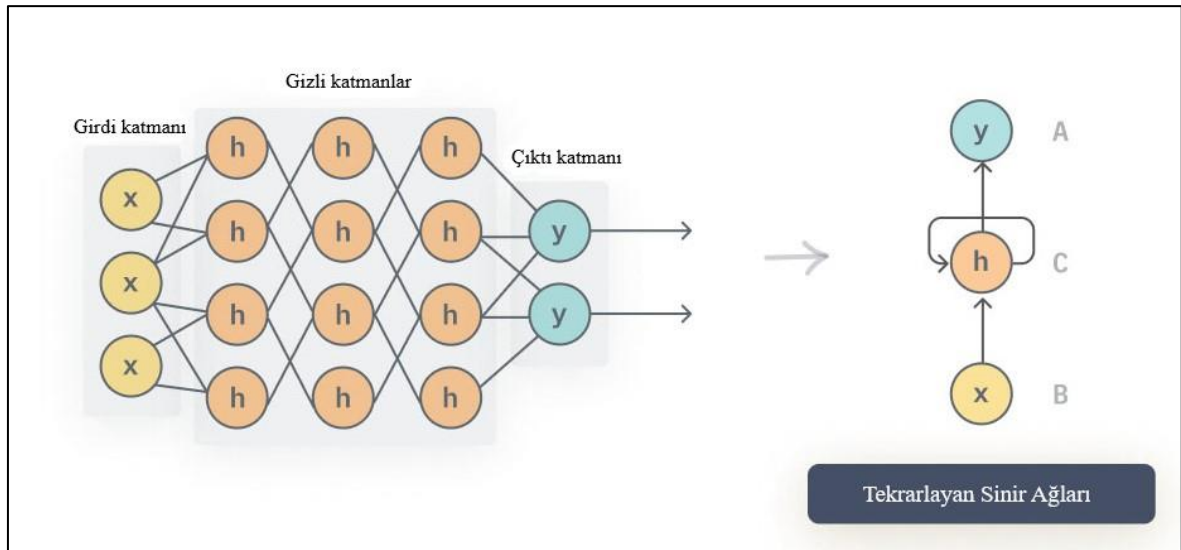 Gizli katmanlar
Girdi katmanı
Çıktı katmanı
h h h
x
h h h
y
x
h h h
y
x
h h h
y A
h C
x B
Tekrarlayan Sinir Ağları